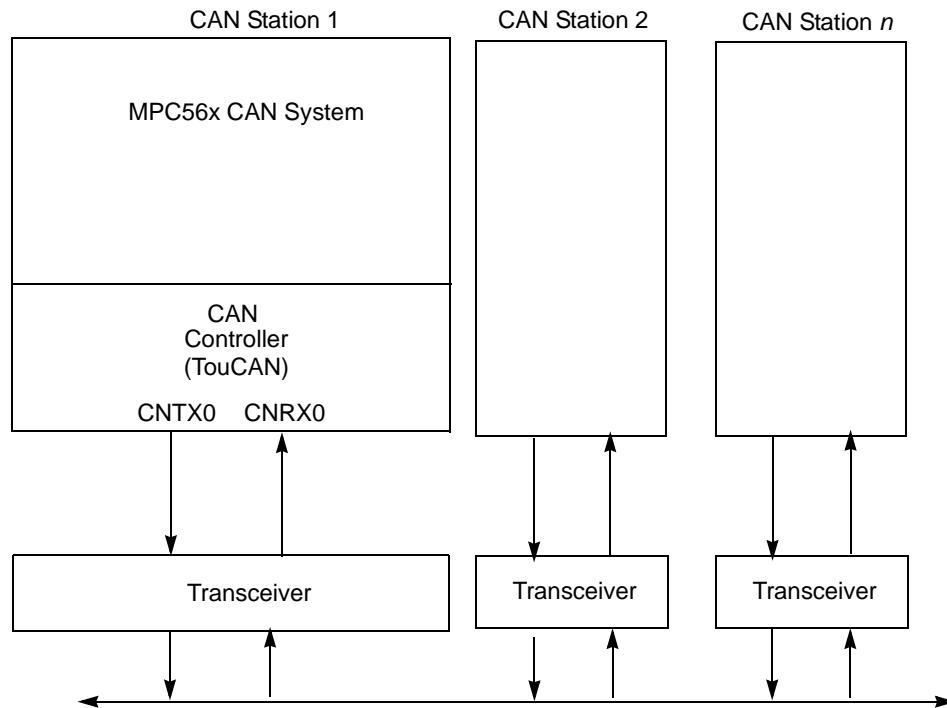 CAN Station 1
CAN Station 2
CAN Station n
MPC56x CAN System
CAN
Controller
(TouCAN)
CNTX0 CNRX0
Transceiver
Transceiver
Transceiver